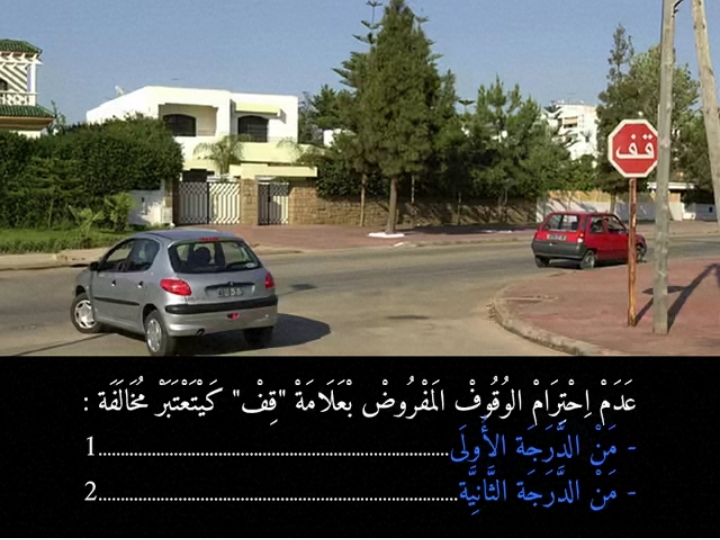 قف
عَدَمْ اِحْتِرَامْ الوُقُوفْ المَفْرُوضْ بْعَلَامَةْ "قِفْ" كَيْتَعْتَبَرْ مُخَالَفَة :
- مَنْ الدَّرَجَة الأُولَى..........................................................................1
- مَنْ الدَّرَجَة الثَّانِيَّة..........................................................................2